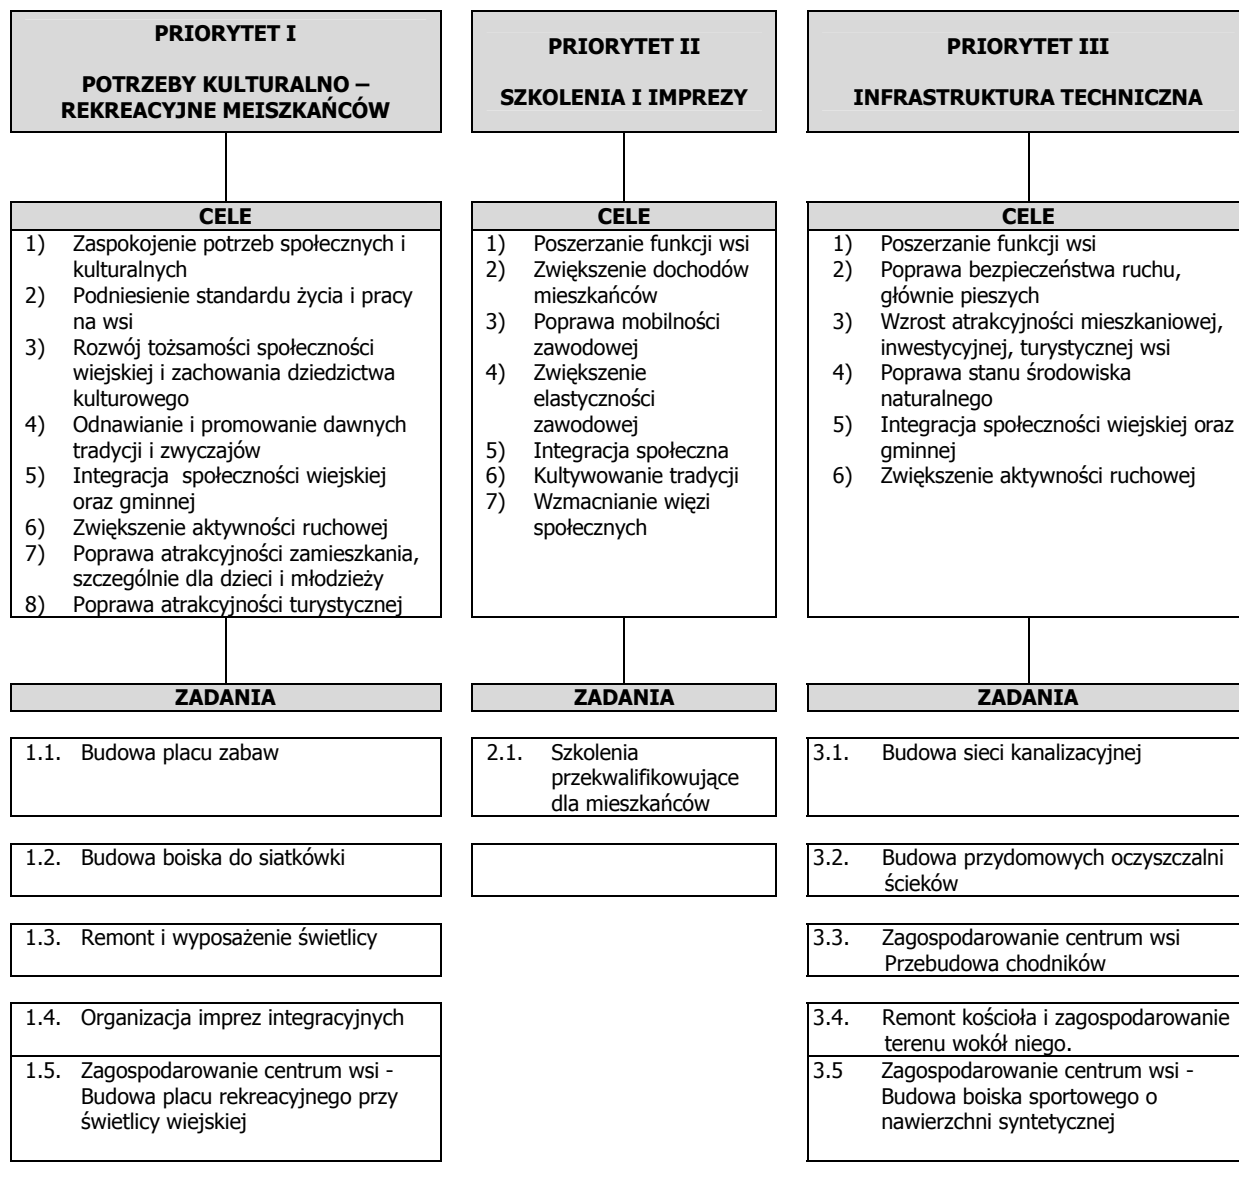 PRIORYTET I
POTRZEBY KULTURALNO –
REKREACYJNE MEISZKAŃCÓW
CELE
1) Zaspokojenie potrzeb społecznych i
kulturalnych
2) Podniesienie standardu życia i pracy
na wsi
3) Rozwój tożsamości społeczności
wiejskiej i zachowania dziedzictwa
kulturowego
4) Odnawianie i promowanie dawnych
tradycji i zwyczajów
5) Integracja społeczności wiejskiej
oraz gminnej
6) Zwiększenie aktywności ruchowej
7) Poprawa atrakcyjności zamieszkania,
szczególnie dla dzieci i młodzieży
8) Poprawa atrakcyjności turystycznej
ZADANIA
1.1. Budowa placu zabaw
1.2. Budowa boiska do siatkówki
1.3. Remont i wyposażenie świetlicy
1.4. Organizacja imprez integracyjnych
1.5. Zagospodarowanie centrum wsi -
Budowa placu rekreacyjnego przy
świetlicy wiejskiej
PRIORYTET II
SZKOLENIA I IMPREZY
CELE
1) Poszerzanie funkcji wsi
2) Zwiększenie dochodów
mieszkańców
3) Poprawa mobilności
zawodowej
4) Zwiększenie
elastyczności
zawodowej
5) Integracja społeczna
6) Kultywowanie tradycji
7) Wzmacnianie więzi
społecznych
ZADANIA
2.1. Szkolenia
przekwalifikowujące
dla mieszkańców
PRIORYTET III
INFRASTRUKTURA TECHNICZNA
CELE
1) Poszerzanie funkcji wsi
2) Poprawa bezpieczeństwa ruchu,
głównie pieszych
3) Wzrost atrakcyjności mieszkaniowej,
inwestycyjnej, turystycznej wsi
4) Poprawa stanu środowiska
naturalnego
5) Integracja społeczności wiejskiej oraz
gminnej
6) Zwiększenie aktywności ruchowej
ZADANIA
3.1. Budowa sieci kanalizacyjnej
3.2. Budowa przydomowych oczyszczalni
ścieków
3.3. Zagospodarowanie centrum wsi
Przebudowa chodników
3.4. Remont kościoła i zagospodarowanie
terenu wokół niego.
3.5 Zagospodarowanie centrum wsi -
Budowa boiska sportowego o
nawierzchni syntetycznej